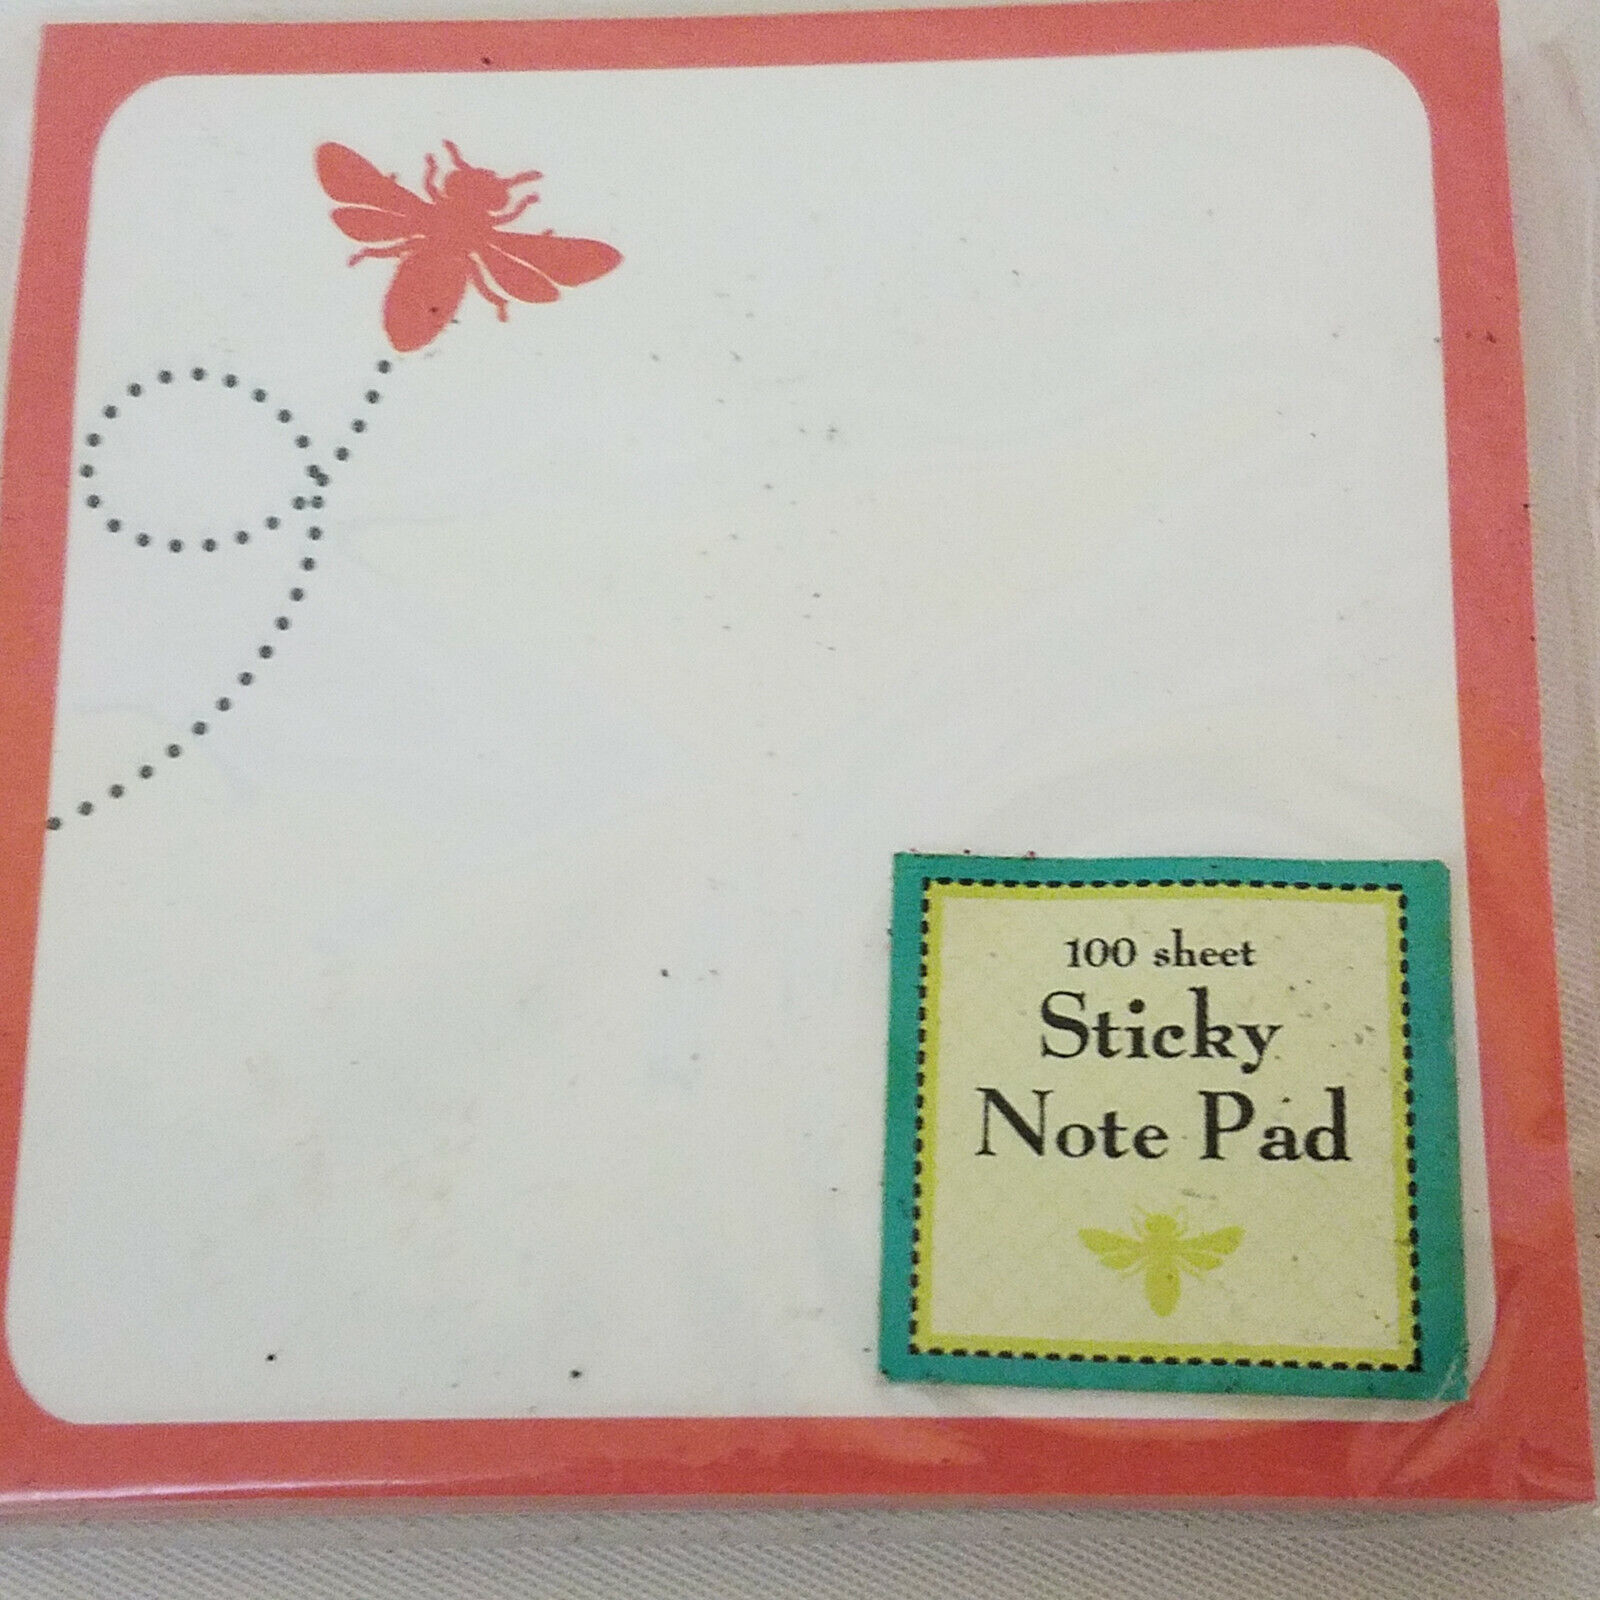 100 sheet
Sticky
Note Pad